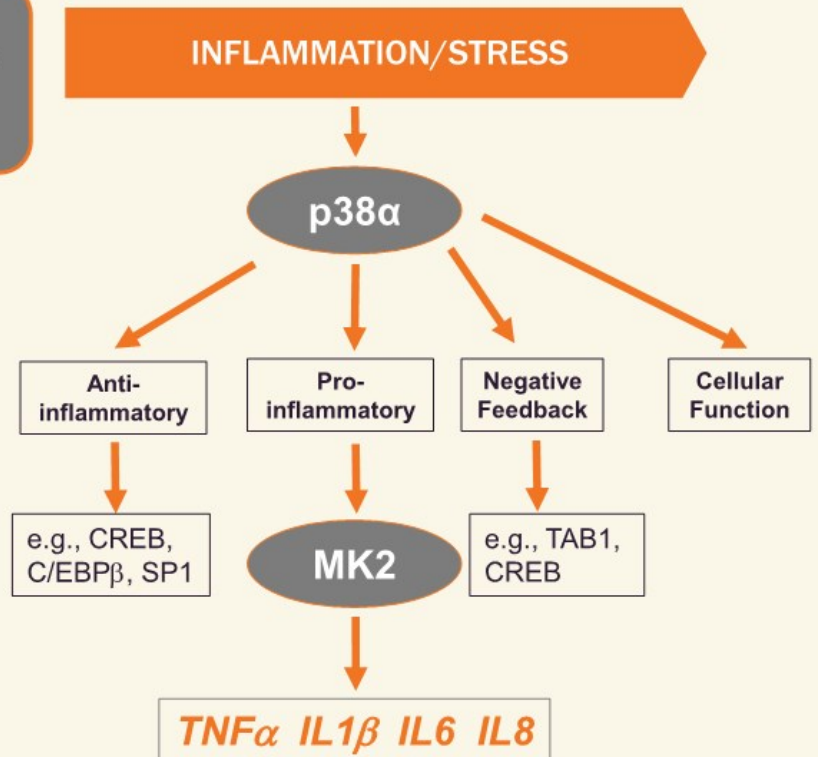 INFLAMMATION/STRESS
p38α
Anti-
inflammatory
Pro-
inflammatory
Negative
Feedback
Cellular
Function
e.g., CREB,
C/EBPβ, SP1
MK2
e.g., TAB1,
CREB
TNFα IL1β IL6 IL8